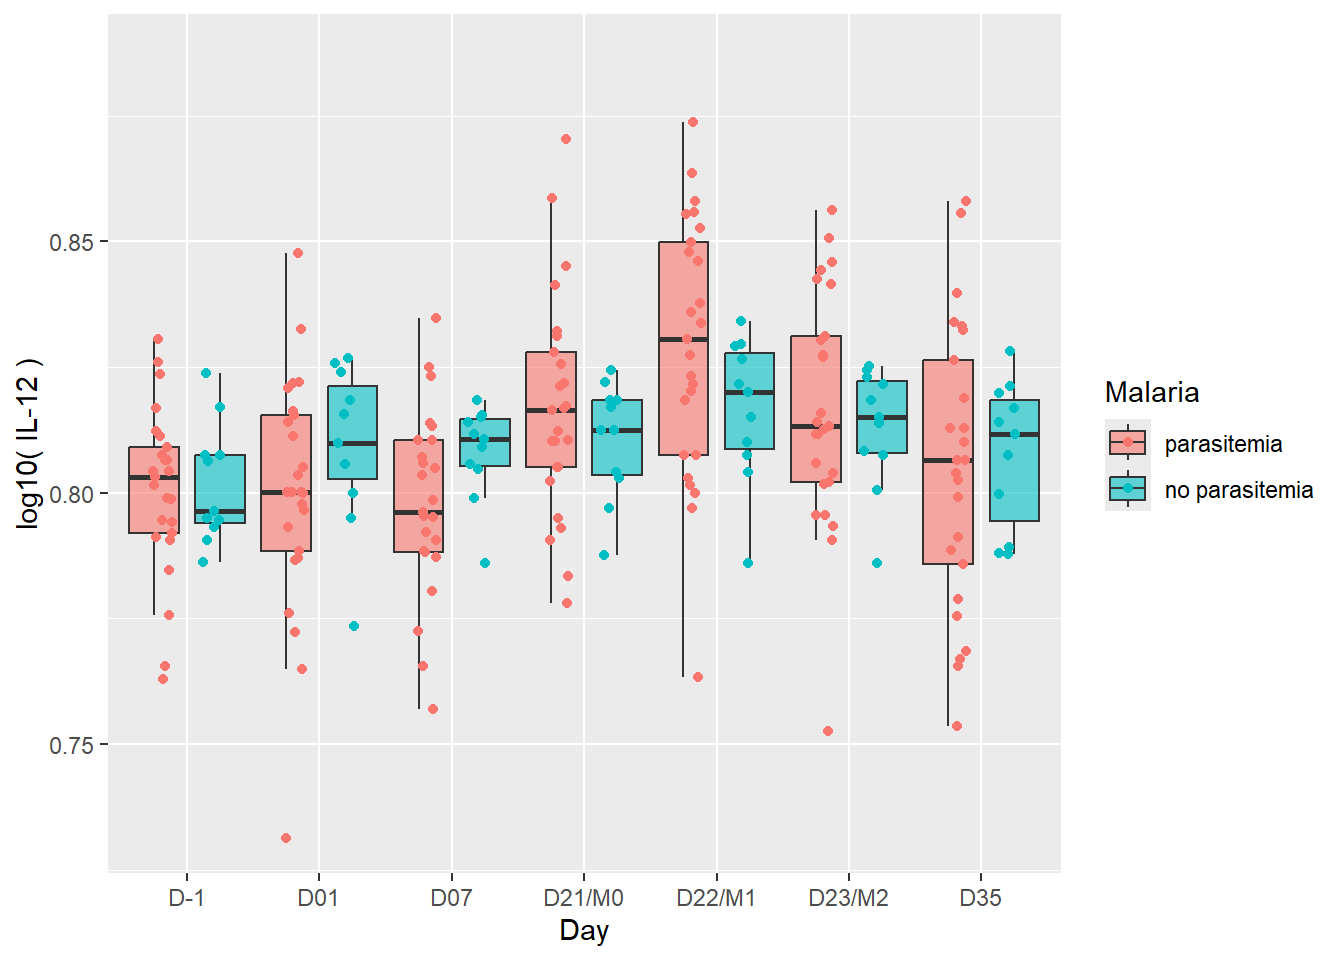 log10( IL-12 )
0.85
0.80
0.75
D-1 D01 D07 D21/M0 D22/M1 D23/M2 D35
Day
Malaria
parasitemia
no parasitemia